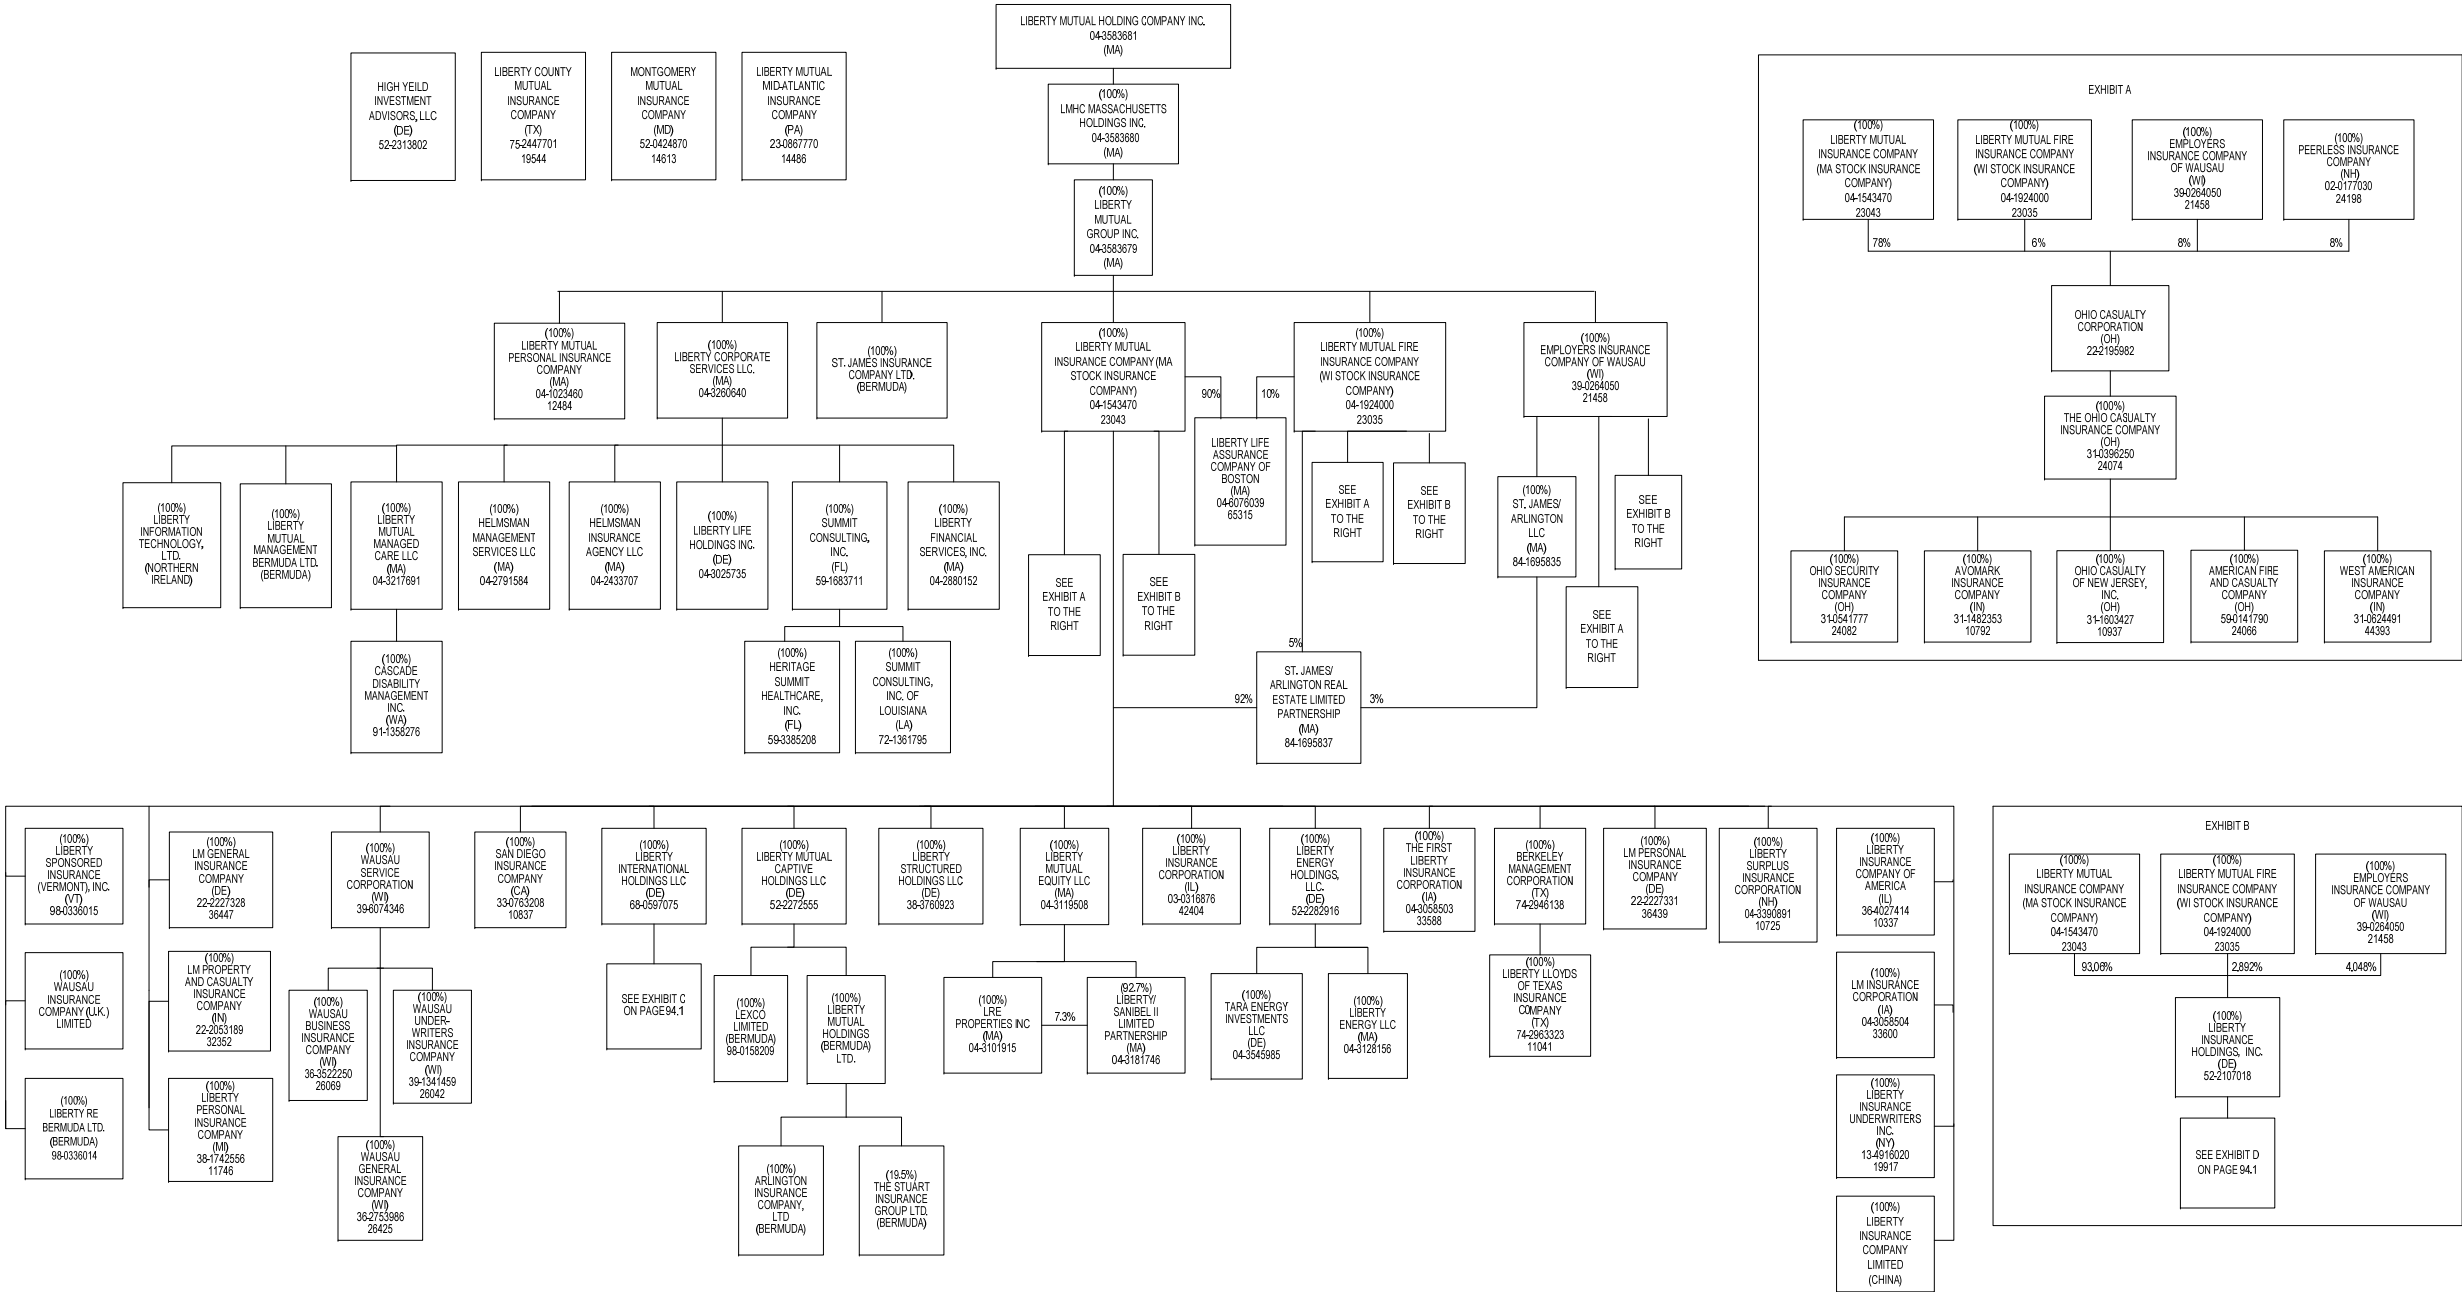 LIBERTY MUTUAL HOLDING COMPANY INC.
04-3583681
(MA)
HIGH YEILD
INVESTMENT
ADVISORS, LLC
(DE)
52-2313802
LIBERTY COUNTY
MUTUAL
INSURANCE
COMPANY
(TX)
75-2447701
19544
MONTGOMERY
MUTUAL
INSURANCE
COMPANY
(MD)
52-0424870
14613
LIBERTY MUTUAL
MID-ATLANTIC
INSURANCE
COMPANY
(PA)
23-0867770
14486
(100%)
LMHC MASSACHUSETTS
HOLDINGS INC.
04-3583680
(MA)
(100%)
LIBERTY
MUTUAL
GROUP INC.
04-3583679
(MA)
(100%)
LIBERTY MUTUAL
PERSONAL INSURANCE
COMPANY
(MA)
04-1023460
12484
(100%)
LIBERTY CORPORATE
SERVICES LLC.
(MA)
04-3260640
(100%)
ST. JAMES INSURANCE
COMPANY LTD.
(BERMUDA)
(100%)
LIBERTY MUTUAL
INSURANCE COMPANY (MA
STOCK INSURANCE
COMPANY)
04-1543470
23043
90%
10%
(100%)
LIBERTY MUTUAL FIRE
INSURANCE COMPANY
(WI STOCK INSURANCE
COMPANY)
04-1924000
23035
(100%)
EMPLOYERS INSURANCE
COMPANY OF WAUSAU
(WI)
39-0264050
21458
LIBERTY LIFE
ASSURANCE
COMPANY OF
BOSTON
(MA)
04-6076039
65315
(100%)
LIBERTY
INFORMATION
TECHNOLOGY,
LTD.
(NORTHERN
IRELAND)
(100%)
LIBERTY
MUTUAL
MANAGEMENT
BERMUDA LTD.
(BERMUDA)
(100%)
LIBERTY
MUTUAL
MANAGED
CARE LLC
(MA)
04-3217691
(100%)
HELMSMAN
MANAGEMENT
SERVICES LLC
(MA)
04-2791584
(100%)
HELMSMAN
INSURANCE
AGENCY LLC
(MA)
04-2433707
(100%)
LIBERTY LIFE
HOLDINGS INC.
(DE)
04-3025735
(100%)
SUMMIT
CONSULTING,
INC.
(FL)
59-1683711
(100%)
LIBERTY
FINANCIAL
SERVICES, INC.
(MA)
04-2880152
SEE
EXHIBIT A
TO THE
RIGHT
SEE
EXHIBIT B
TO THE
RIGHT
SEE
EXHIBIT A
TO THE
RIGHT
SEE
EXHIBIT B
TO THE
RIGHT
(100%)
ST. JAMES/
ARLINGTON
LLC
(MA)
84-1695835
SEE
EXHIBIT B
TO THE
RIGHT
SEE
EXHIBIT A
TO THE
RIGHT
(100%)
CASCADE
DISABILITY
MANAGEMENT
INC.
(WA)
91-1358276
(100%)
HERITAGE
SUMMIT
HEALTHCARE,
INC.
(FL)
59-3385208
(100%)
SUMMIT
CONSULTING,
INC. OF
LOUISIANA
(LA)
72-1361795
5%
92%
3%
ST. JAMES/
ARLINGTON REAL
ESTATE LIMITED
PARTNERSHIP
(MA)
84-1695837
EXHIBIT A
(100%)
LIBERTY MUTUAL
INSURANCE COMPANY
(MA STOCK INSURANCE
COMPANY)
04-1543470
23043
(100%)
LIBERTY MUTUAL FIRE
INSURANCE COMPANY
(WI STOCK INSURANCE
COMPANY)
04-1924000
23035
(100%)
EMPLOYERS
INSURANCE COMPANY
OF WAUSAU
(WI)
39-0264050
21458
(100%)
PEERLESS INSURANCE
COMPANY
(NH)
02-0177030
24198
78%
6%
8%
8%
OHIO CASUALTY
CORPORATION
(OH)
22-2195982
(100%)
THE OHIO CASUALTY
INSURANCE COMPANY
(OH)
31-0396250
24074
(100%)
OHIO SECURITY
INSURANCE
COMPANY
(OH)
31-0541777
24082
(100%)
AVOMARK
INSURANCE
COMPANY
(IN)
31-1482353
10792
(100%)
OHIO CASUALTY
OF NEW JERSEY,
INC.
(OH)
31-1603427
10937
(100%)
AMERICAN FIRE
AND CASUALTY
COMPANY
(OH)
59-0141790
24066
(100%)
WEST AMERICAN
INSURANCE
COMPANY
(IN)
31-0624491
44393
(100%)
LIBERTY
SPONSORED
INSURANCE
(VERMONT), INC.
(VT)
98-0336015
(100%)
WAUSAU
INSURANCE
COMPANY (U.K.)
LIMITED
(100%)
LIBERTY RE
BERMUDA LTD.
(BERMUDA)
98-0336014
(100%)
LM GENERAL
INSURANCE
COMPANY
(DE)
22-2227328
36447
(100%)
LM PROPERTY
AND CASUALTY
INSURANCE
COMPANY
(IN)
22-2053189
32352
(100%)
LIBERTY
PERSONAL
INSURANCE
COMPANY
(MI)
38-1742556
11746
(100%)
WAUSAU
SERVICE
CORPORATION
(WI)
39-6074346
(100%)
WAUSAU
BUSINESS
INSURANCE
COMPANY
(WI)
36-3522250
26069
(100%)
WAUSAU
UNDER-
WRITERS
INSURANCE
COMPANY
(WI)
39-1341459
26042
(100%)
WAUSAU
GENERAL
INSURANCE
COMPANY
(WI)
36-2753986
26425
(100%)
SAN DIEGO
INSURANCE
COMPANY
(CA)
33-0763208
10837
(100%)
LIBERTY
INTERNATIONAL
HOLDINGS LLC
(DE)
68-0597075
SEE EXHIBIT C
ON PAGE 94.1
(100%)
LIBERTY MUTUAL
CAPTIVE
HOLDINGS LLC
(DE)
52-2272555
(100%)
LEXCO
LIMITED
(BERMUDA)
98-0158209
(100%)
LIBERTY
MUTUAL
HOLDINGS
(BERMUDA)
LTD.
(100%)
ARLINGTON
INSURANCE
COMPANY,
LTD
(BERMUDA)
(19.5%)
THE STUART
INSURANCE
GROUP LTD.
(BERMUDA)
(100%)
LIBERTY
STRUCTURED
HOLDINGS LLC
(DE)
38-3760923
(100%)
LIBERTY
MUTUAL
EQUITY LLC
(MA)
04-3119508
(100%)
LRE
PROPERTIES INC
(MA)
04-3101915
7.3%
(92.7%)
LIBERTY/
SANIBEL II
LIMITED
PARTNERSHIP
(MA)
04-3181746
(100%)
LIBERTY
INSURANCE
CORPORATION
(IL)
03-0316876
42404
(100%)
LIBERTY
ENERGY
HOLDINGS,
LLC.
(DE)
52-2282916
(100%)
TARA ENERGY
INVESTMENTS
LLC
(DE)
04-3545985
(100%)
LIBERTY
ENERGY LLC
(MA)
04-3128156
(100%)
THE FIRST
LIBERTY
INSURANCE
CORPORATION
(IA)
04-3058503
33588
(100%)
BERKELEY
MANAGEMENT
CORPORATION
(TX)
74-2946138
(100%)
LIBERTY LLOYDS
OF TEXAS
INSURANCE
COMPANY
(TX)
74-2963323
11041
(100%)
LM PERSONAL
INSURANCE
COMPANY
(DE)
22-2227331
36439
(100%)
LIBERTY
SURPLUS
INSURANCE
CORPORATION
(NH)
04-3390891
10725
(100%)
LIBERTY
INSURANCE
COMPANY OF
AMERICA
(IL)
36-4027414
10337
(100%)
LM INSURANCE
CORPORATION
(IA)
04-3058504
33600
(100%)
LIBERTY
INSURANCE
UNDERWRITERS
INC.
(NY)
13-4916020
19917
(100%)
LIBERTY
INSURANCE
COMPANY
LIMITED
(CHINA)
EXHIBIT B
(100%)
LIBERTY MUTUAL
INSURANCE COMPANY
(MA STOCK INSURANCE
COMPANY)
04-1543470
23043
(100%)
LIBERTY MUTUAL FIRE
INSURANCE COMPANY
(WI STOCK INSURANCE
COMPANY)
04-1924000
23035
(100%)
EMPLOYERS
INSURANCE COMPANY
OF WAUSAU
(WI)
39-0264050
21458
93.06%
2.892%
4.048%
(100%)
LIBERTY
INSURANCE
HOLDINGS, INC.
(DE)
52-2107018
SEE EXHIBIT D
ON PAGE 94.1